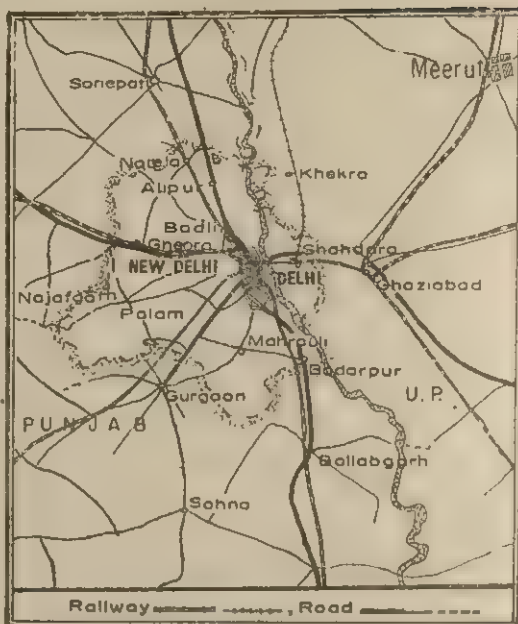 Meerut
Sonepat
Narela
Khekra
Alipur
Badli
Gheora
Shahdara
NEW DELHI
DELHI
Ghaziabad
Najafgarh
Palam
Mahrauli
Badarpur
U. P.
Gurgaon
PUNJAB
Ballabgarh
Sohna
Railway , Road